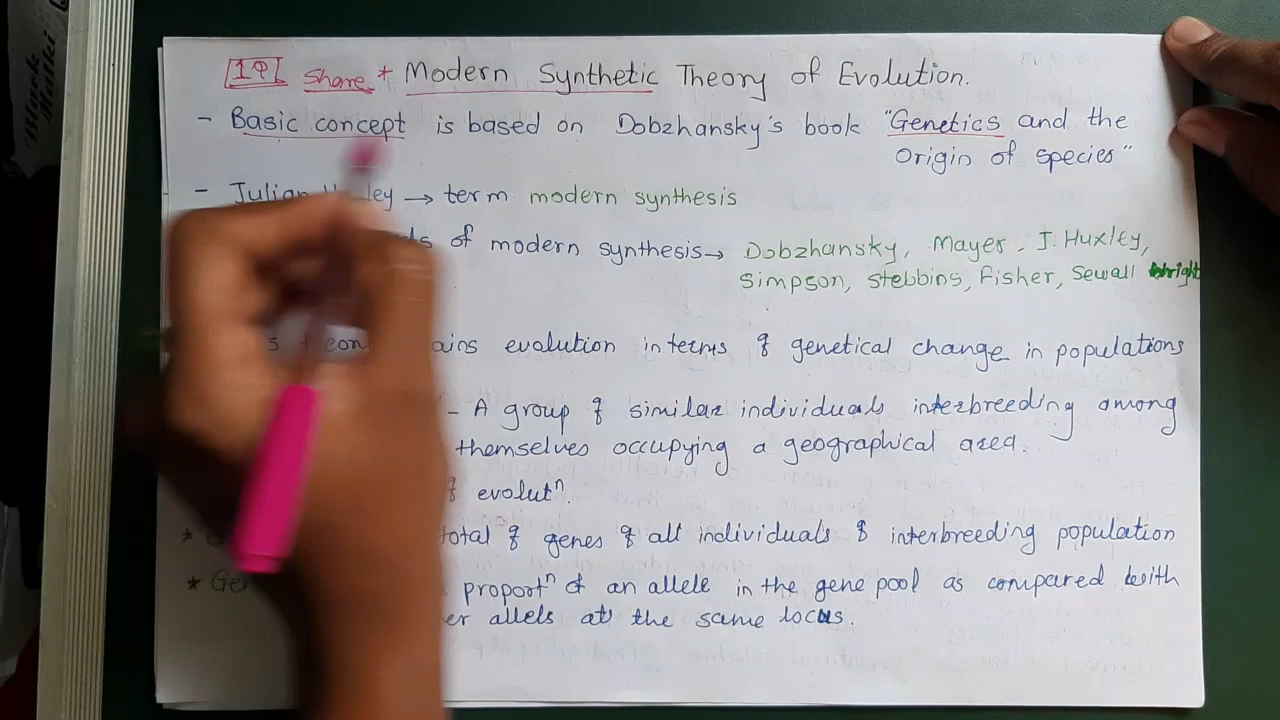 1Q Share * Modern Synthetic Theory of Evolution.
- Basic concept is based on Dobzhansky's book "Genetics and the
Origin of species"
- Julian → term modern synthesis
of modern synthesis → Dobzhansky, Mayer, J. Huxley,
Simpson, Stebbins, Fisher, Sewall
evolution in terms of genetical change in populations
- A group of similar individuals interbreeding among
themselves occupying a geographical area.
of evolutⁿ.
total of genes of all individuals of interbreeding population
* proportⁿ of an allele in the gene pool as compared with
allels at the same locus.
Black
Matki